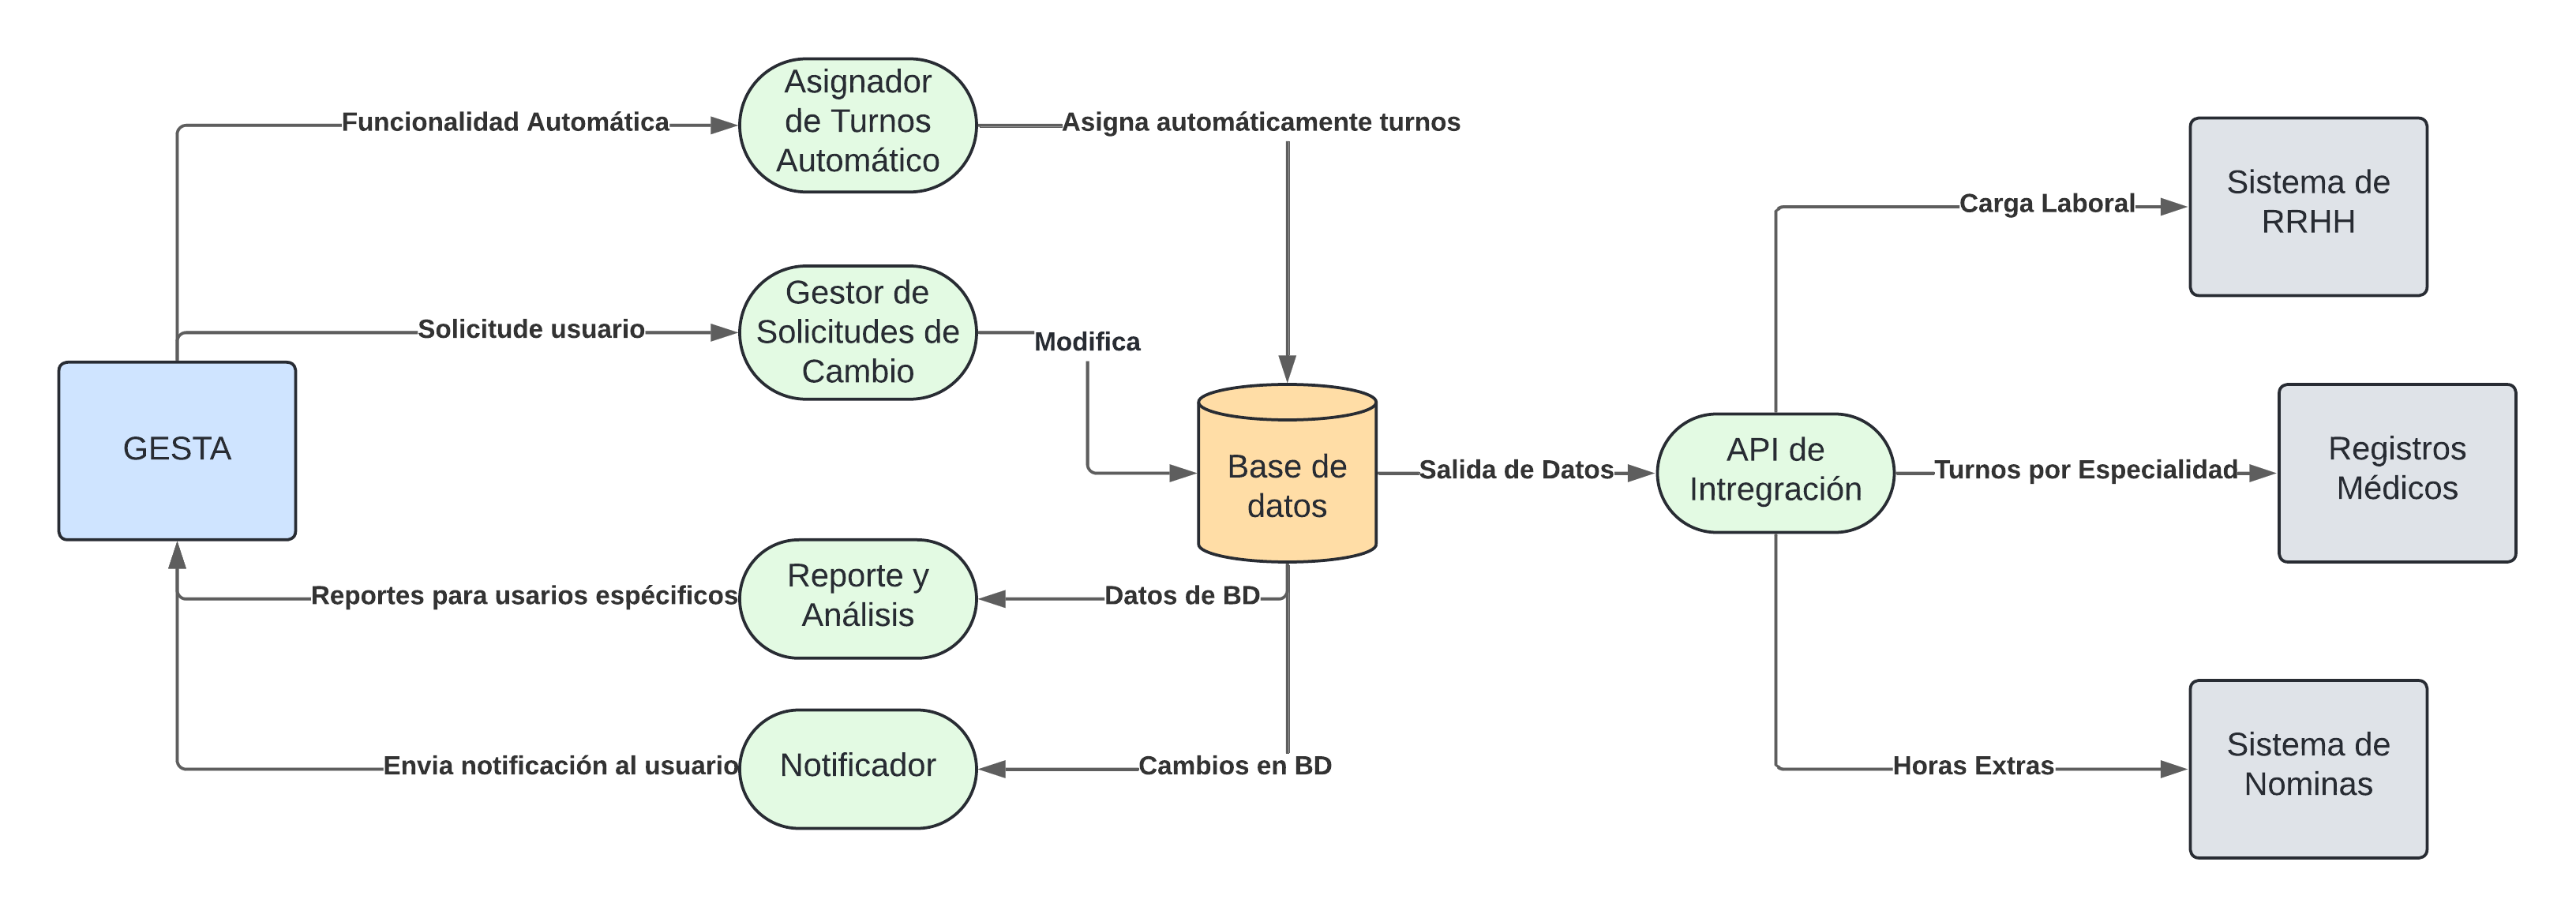 Asignador
de Turnos
Automático
Funcionalidad Automática
Asigna automáticamente turnos
Sistema de
RRHH
Carga Laboral
Gestor de
Solicitudes de
Cambio
Solicitude usuario
Modifica
GESTA
Base de
datos
Salida de Datos
API de
Intregración
Turnos por Especialidad
Registros
Médicos
Reporte y
Análisis
Reportes para usarios espécificos
Datos de BD
Notificador
Envia notificación al usuario
Cambios en BD
Horas Extras
Sistema de
Nominas